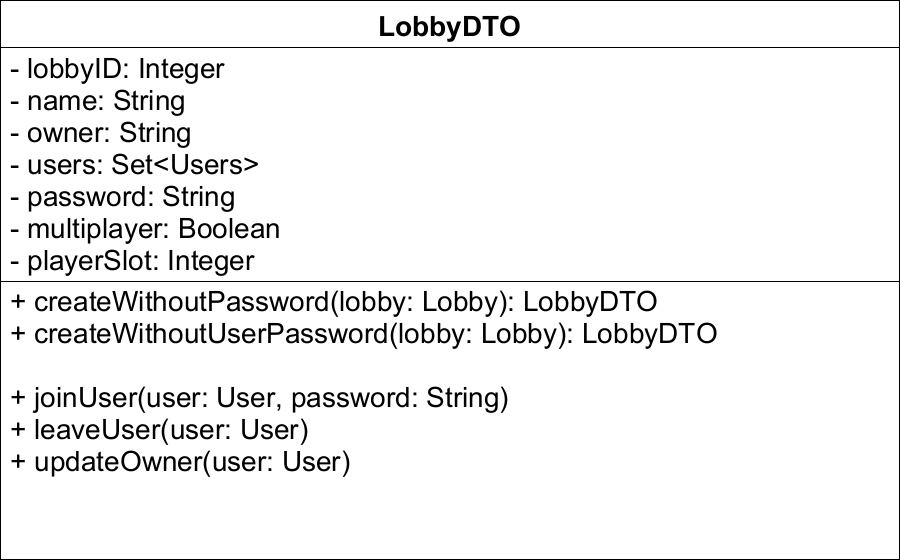 LobbyDTO
- lobbyID: Integer
- name: String
- owner: String
- users: Set<Users>
- password: String
- multiplayer: Boolean
- playerSlot: Integer
+ createWithoutPassword(lobby: Lobby): LobbyDTO
+ createWithoutUserPassword(lobby: Lobby): LobbyDTO
+ joinUser(user: User, password: String)
+ leaveUser(user: User)
+ updateOwner(user: User)